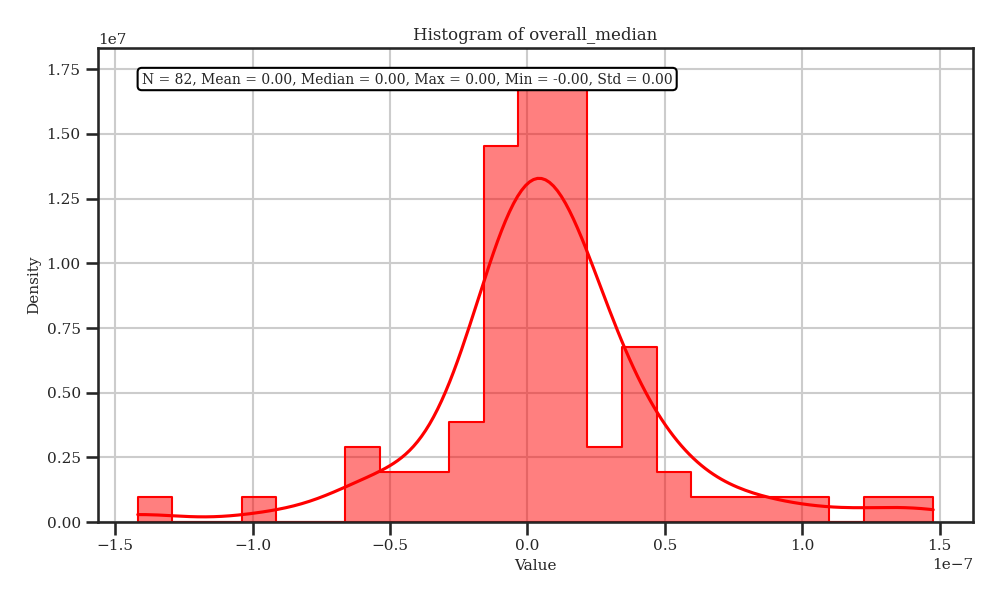 Histogram of overall_median
1e7
N = 82, Mean = 0.00, Median = 0.00, Max = 0.00, Min = -0.00, Std = 0.00
1.75
1.50
1.25
1.00
0.75
0.50
0.25
0.00
Density
−1.5 −1.0 −0.5 0.0 0.5 1.0 1.5
1e−7
Value